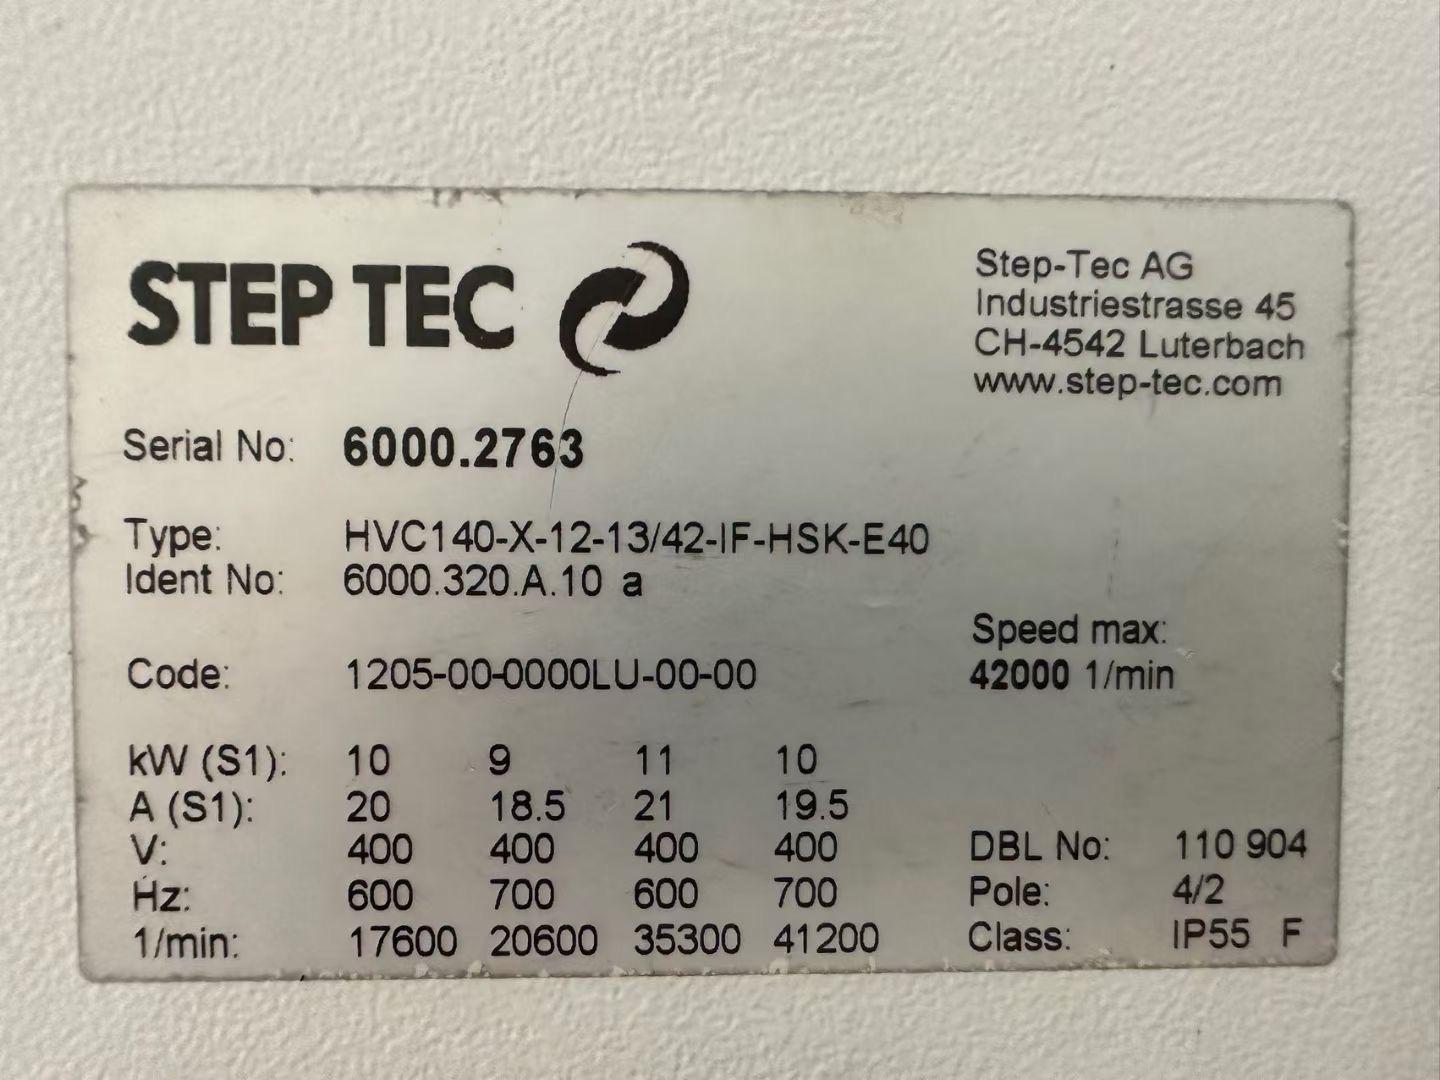 STEP TEC
Step-Tec AG
Industriestrasse 45
CH-4542 Luterbach
www.step-tec.com
Serial No: 6000.2763
Type: HVC140-X-12-13/42-IF-HSK-E40
Ident No: 6000.320.A.10 a
Speed max:
Code: 1205-00-0000LU-00-00 42000 1/min
kW (S1): 10 9 11 10
A (S1): 20 18.5 21 19.5
V: 400 400 400 400 DBL No: 110 904
Hz: 600 700 600 700 Pole: 4/2
1/min: 17600 20600 35300 41200 Class: IP55 F